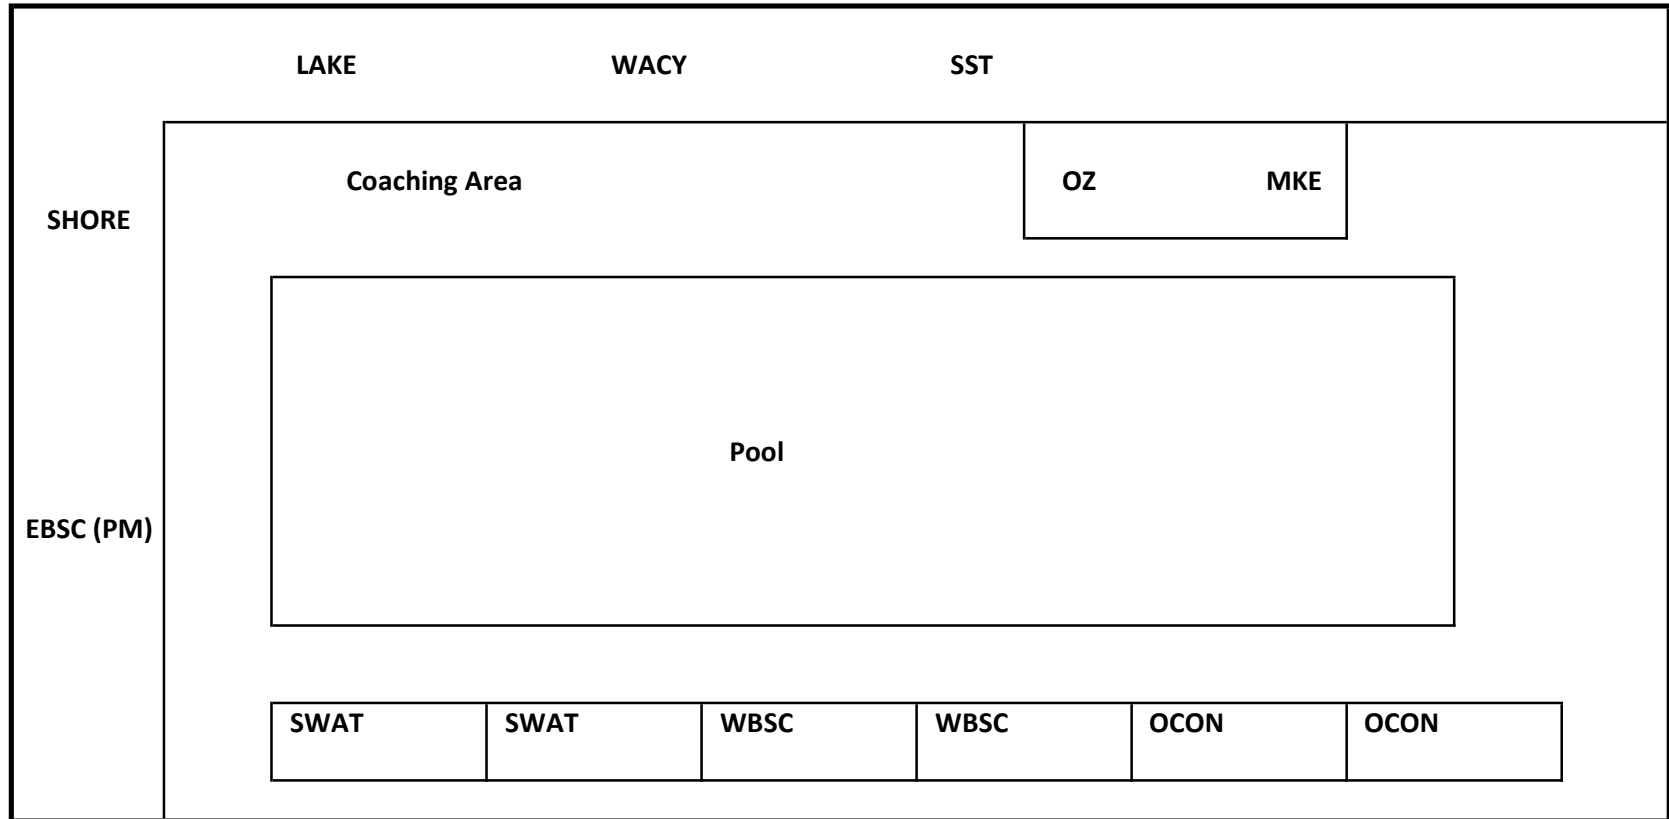 LAKE WACY SST
Coaching Area OZ MKE
SHORE
Pool
EBSC (PM)
SWAT SWAT WBSC WBSC OCON OCON